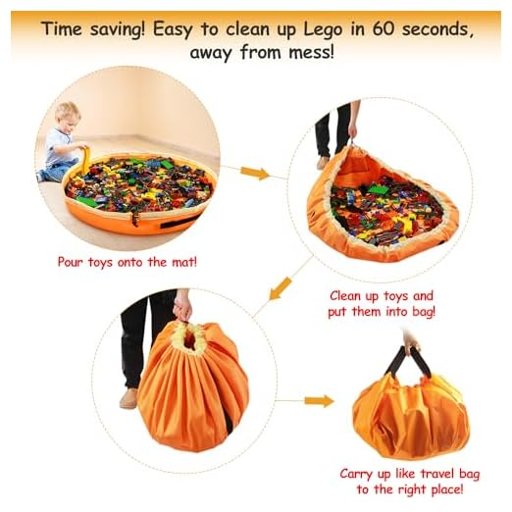 Time saving! Easy to clean up Lego in 60 seconds,
away from mess!
Pour toys onto the mat!
Clean up toys and
put them into bag!
Carry up like travel bag
to the right place!